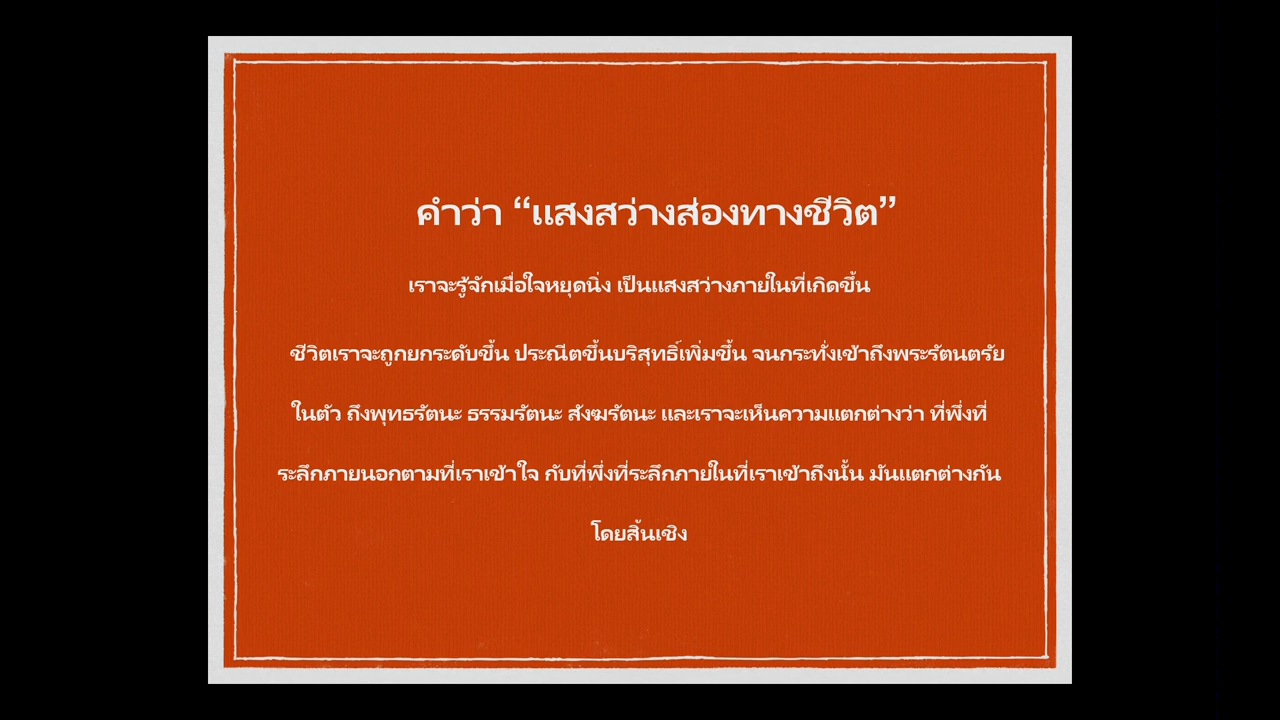 คำว่า “แสงสว่างส่องทางชีวิต”
เราจะรู้จักเมื่อใจหยุดนิ่ง เป็นแสงสว่างภายในที่เกิดขึ้น
ชีวิตเราจะถูกยกระดับขึ้น ประณีตขึ้นบริสุทธิ์เพิ่มขึ้น จนกระทั่งเข้าถึงพระรัตนตรัย
ในตัว ถึงพุทธรัตนะ ธรรมรัตนะ สังฆรัตนะ และเราจะเห็นความแตกต่างว่า ที่พึ่งที่
ระลึกภายนอกตามที่เราเข้าใจ กับที่พึ่งที่ระลึกภายในที่เราเข้าถึงนั้น มันแตกต่างกัน
โดยสิ้นเชิง